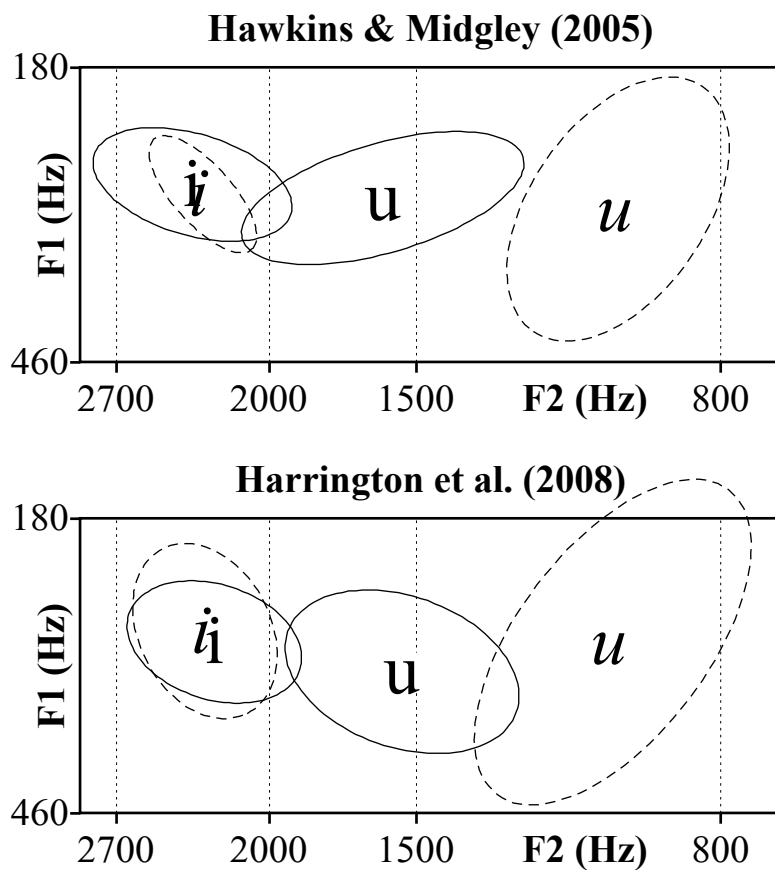 Hawkins & Midgley (2005)
180
F1 (Hz)
460
i
i
u
u
2700 2000 1500 F2 (Hz) 800
Harrington et al. (2008)
180
F1 (Hz)
460
i
i
u
u
2700 2000 1500 F2 (Hz) 800